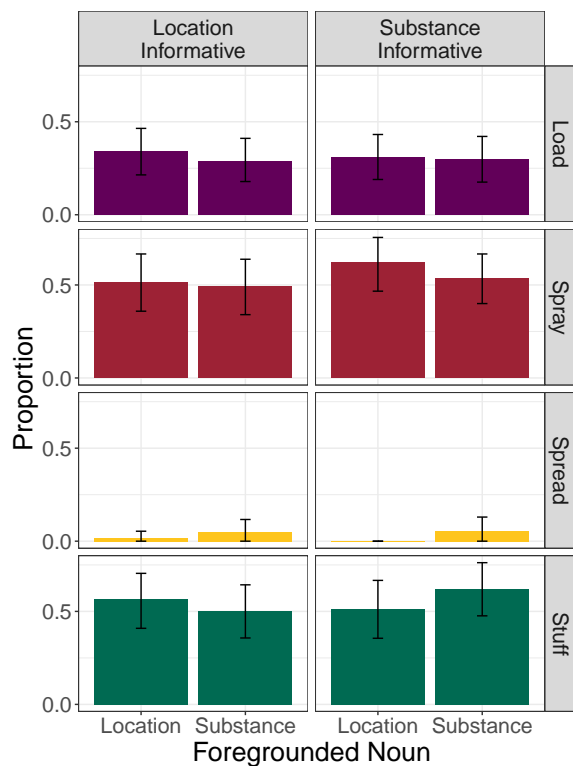 Location
Informative
Substance
Informative
0.5
0.0
Load
0.5
0.0
Spray
0.5
0.0
Spread
0.5
0.0
Stuff
Proportion
Location Substance Location Substance
Foregrounded Noun